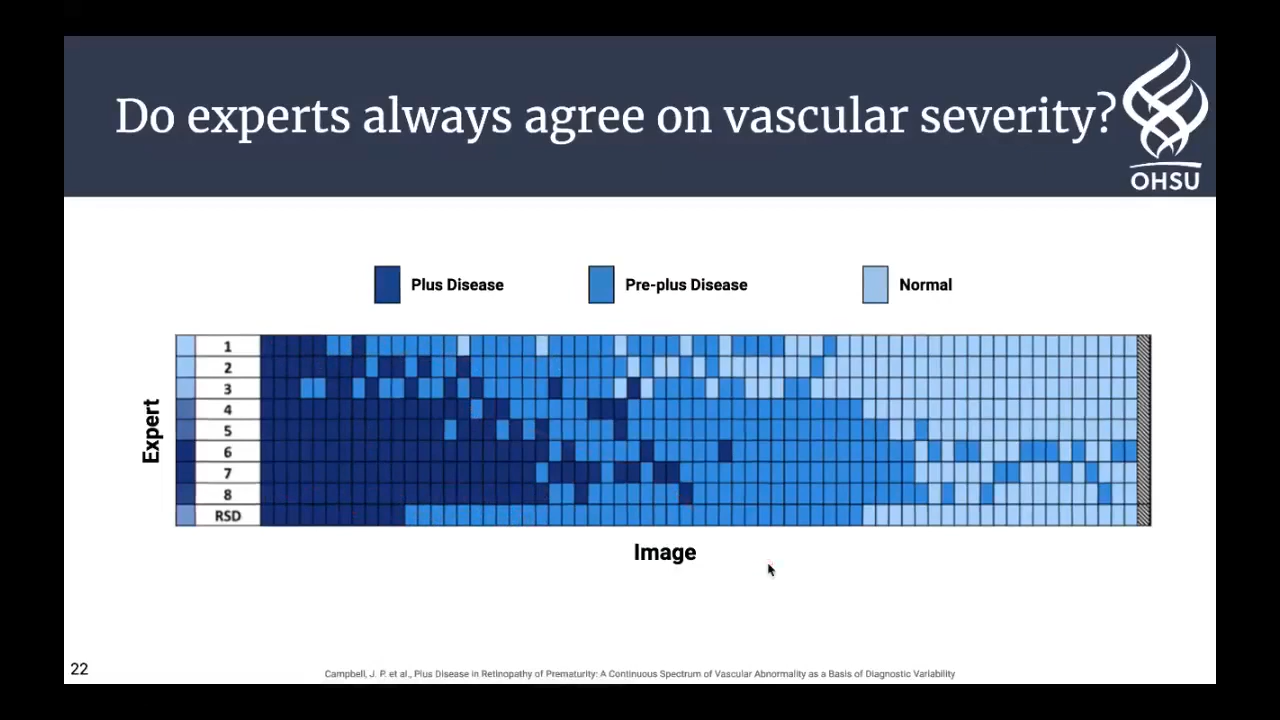 Do experts always agree on vascular severity?
OHSU
Plus Disease
Pre-plus Disease
Normal
Expert
1
2
3
4
5
6
7
8
RSD
Image
22
Campbell, J. P. et al., Plus Disease in Retinopathy of Prematurity: A Continuous Spectrum of Vascular Abnormality as a Basis of Diagnostic Variability